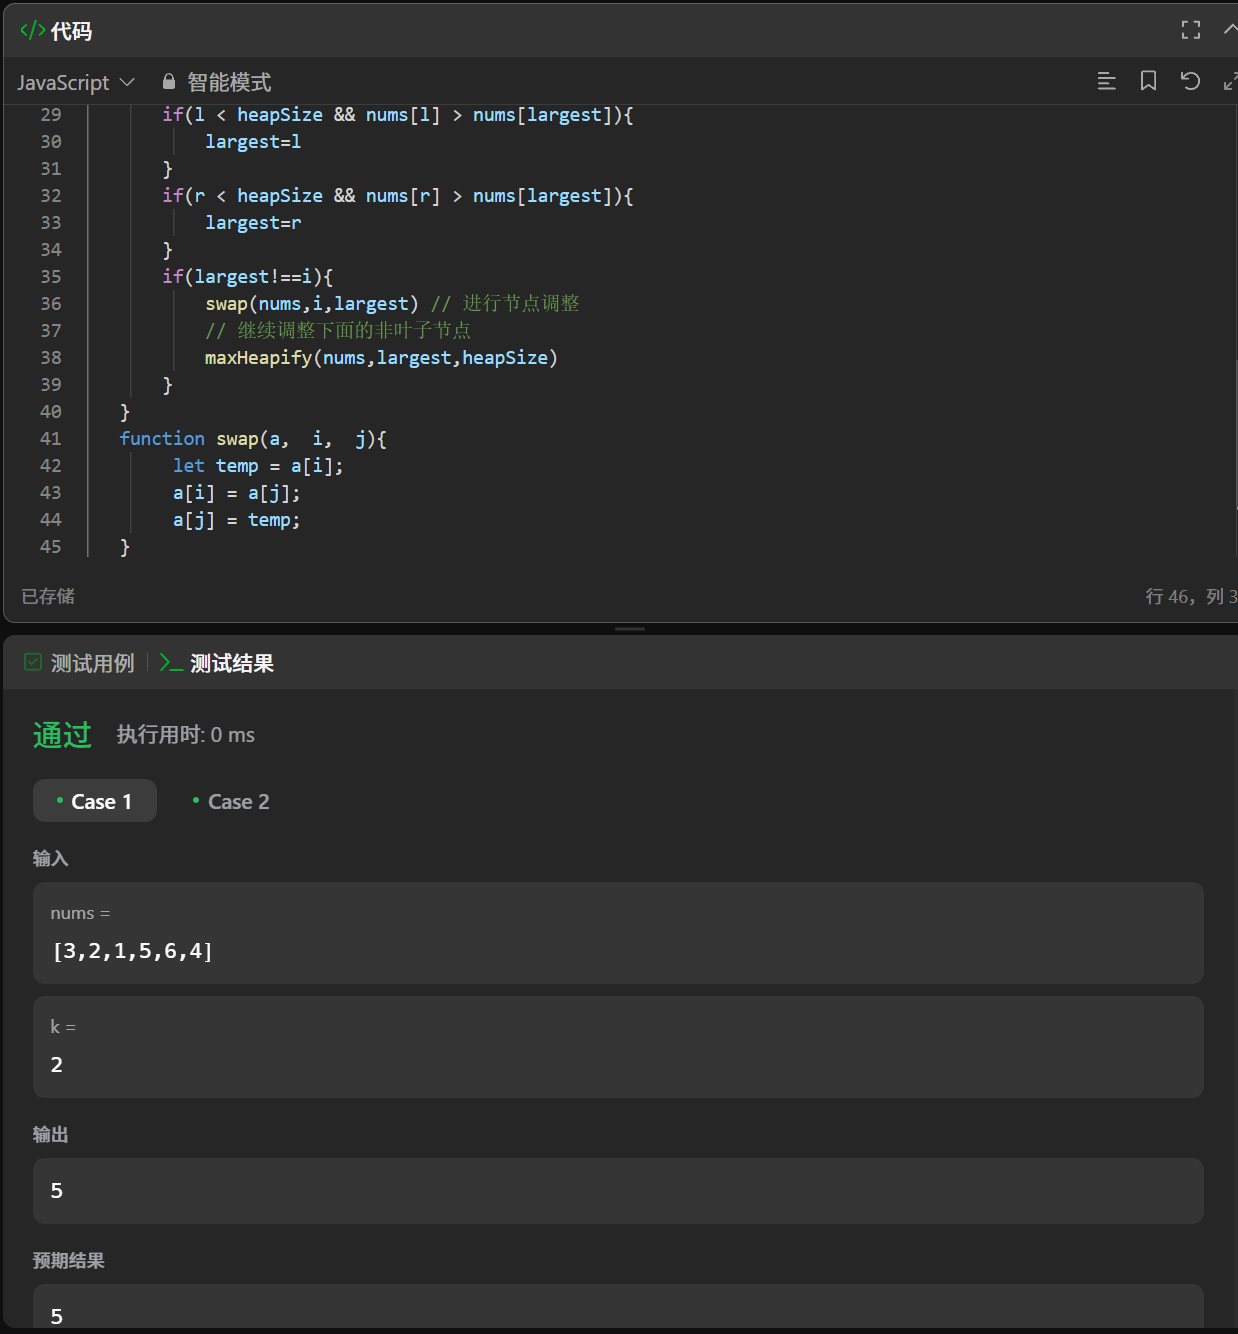 </> 代码
JavaScript 智能模式
29 if(l < heapSize && nums[l] > nums[largest]){
30 largest=l
31 }
32 if(r < heapSize && nums[r] > nums[largest]){
33 largest=r
34 }
35 if(largest!==i){
36 swap(nums,i,largest) // 进行节点调整
37 // 继续调整下面的非叶子节点
38 maxHeapify(nums,largest,heapSize)
39 }
40 }
41 function swap(a,  i,  j){
42 let temp = a[i];
43 a[i] = a[j];
44 a[j] = temp;
45 }
已存储 行 46，列 3
测试用例 >_ 测试结果
通过 执行用时: 0 ms
• Case 1 • Case 2
输入
nums =
[3,2,1,5,6,4]
k =
2
输出
5
预期结果
5